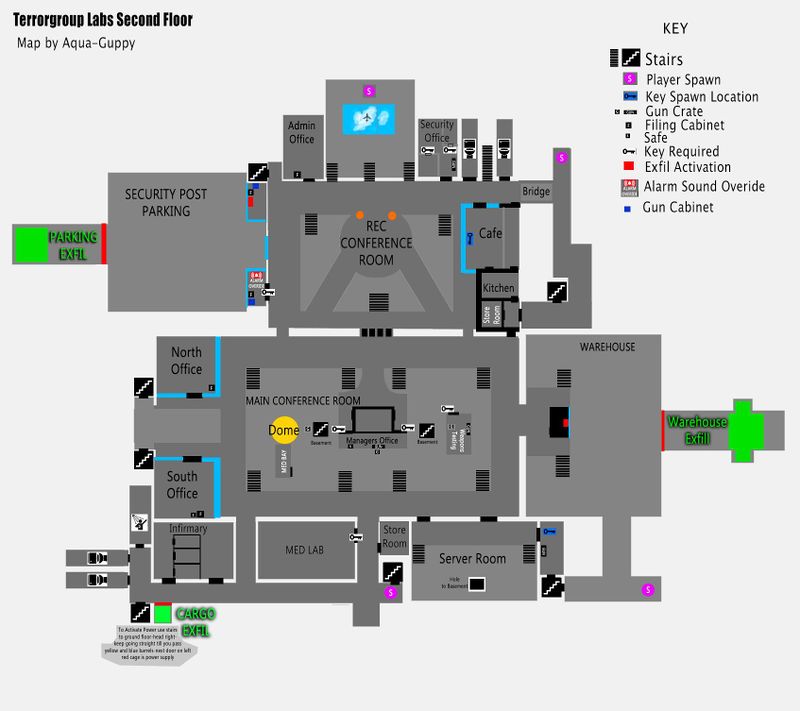 Terrorgroup Labs Second Floor
Map by Aqua-Guppy
KEY
Stairs
S
Player Spawn
Key Spawn Location
Gun Crate
Filing Cabinet
Safe
Key Required
Exfil Activation
ALARM
Alarm Sound Overide
Gun Cabinet
S
Admin
Office
Security
Office
S
Bridge
SECURITY POST
PARKING
PARKING
EXFIL
REC
CONFERENCE
ROOM
Cafe
ALARM
OVERIDE
Kitchen
Store
Room
North
Office
WAREHOUSE
MAIN CONFERENCE ROOM
Dome
Basement
Managers Office
Basement
Weapons
Testing
MED BAY
Warehouse
Exfill
South
Office
Infirmary
MED LAB
Store
Room
Server Room
Hole
to Basement
S
S
CARGO
EXFIL
To Activate Power use stairs
to ground floor-head right-
keep going straight till you pass
yellow and blue barrels-next door on left
red cage is power supply